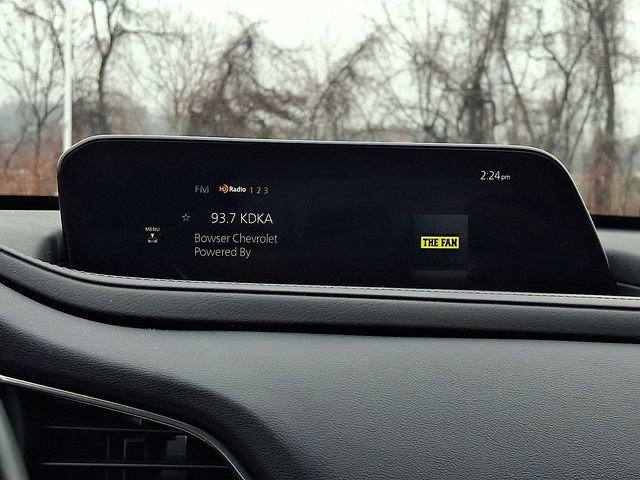 2:24pm
FM HD Radio 1 2 3
☆ 93.7 KDKA
MENU
Bowser Chevrolet
Powered By
THE FAN